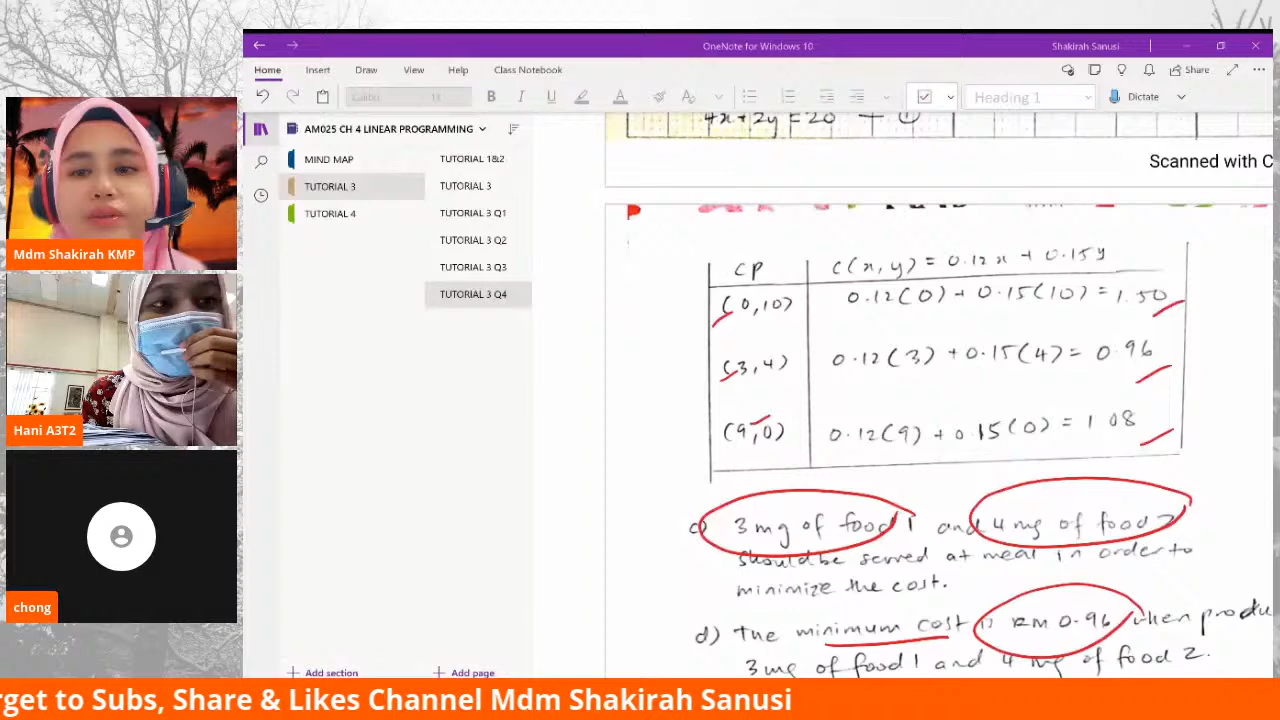 OneNote for Windows 10
Shakirah Sanusi
Home Insert Draw View Help Class Notebook
Share
Calibri 11
B I U A
Heading 1
Dictate
AM025 CH 4 LINEAR PROGRAMMING
MIND MAP
TUTORIAL 3
TUTORIAL 4
TUTORIAL 1&2
TUTORIAL 3
TUTORIAL 3 Q1
TUTORIAL 3 Q2
TUTORIAL 3 Q3
TUTORIAL 3 Q4
Add section
Add page
Mdm Shakirah KMP
Hani A3T2
chong
4x+2y = 20 — ①
Scanned with C
CP C(x,y) = 0.12x + 0.15y
(0,10) 0.12(0) + 0.15(10) = 1.50
(3,4) 0.12(3) + 0.15(4) = 0.96
(9,0) 0.12(9) + 0.15(0) = 1.08
c) 3mg of food 1 and 4 mg of food 2
should be served at meal in order to
minimize the cost.
d) the minimum cost is RM 0.96 when produ
3mg of food 1 and 4 mg of food 2.
rget to Subs, Share & Likes Channel Mdm Shakirah Sanusi